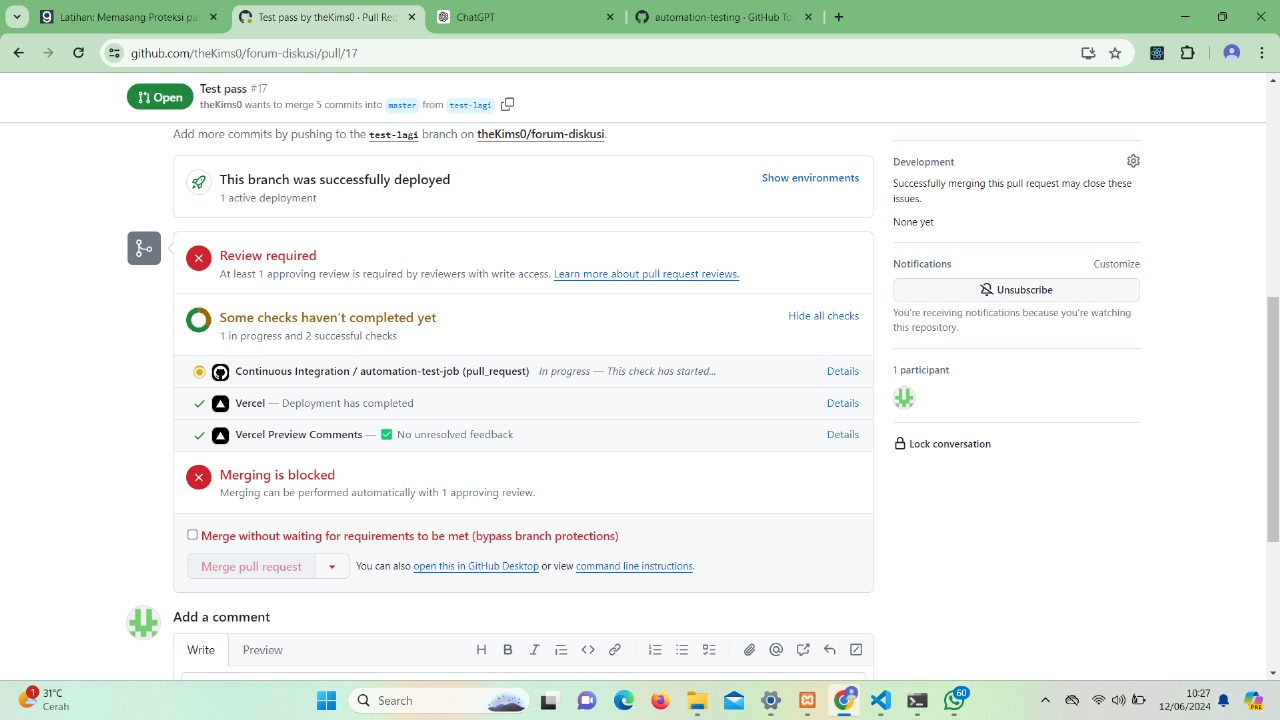 Latihan: Memasang Proteksi pa
Test pass by theKims0 · Pull Req
ChatGPT
automation-testing · GitHub To
github.com/theKims0/forum-diskusi/pull/17
Open
Test pass #17
theKims0 wants to merge 5 commits into master from test-lagi
Add more commits by pushing to the test-lagi branch on theKims0/forum-diskusi.
This branch was successfully deployed
1 active deployment
Show environments
Review required
At least 1 approving review is required by reviewers with write access. Learn more about pull request reviews.
Some checks haven't completed yet
1 in progress and 2 successful checks
Hide all checks
Continuous Integration / automation-test-job (pull_request) In progress — This check has started... Details
Vercel — Deployment has completed Details
Vercel Preview Comments — ✅ No unresolved feedback Details
Merging is blocked
Merging can be performed automatically with 1 approving review.
Merge without waiting for requirements to be met (bypass branch protections)
Merge pull request
You can also open this in GitHub Desktop or view command line instructions.
Add a comment
Write Preview
Development
Successfully merging this pull request may close these
issues.
None yet
Notifications Customize
Unsubscribe
You're receiving notifications because you're watching
this repository.
1 participant
Lock conversation
1
31°C
Cerah
Search
60
10:27
12/06/2024
PRE